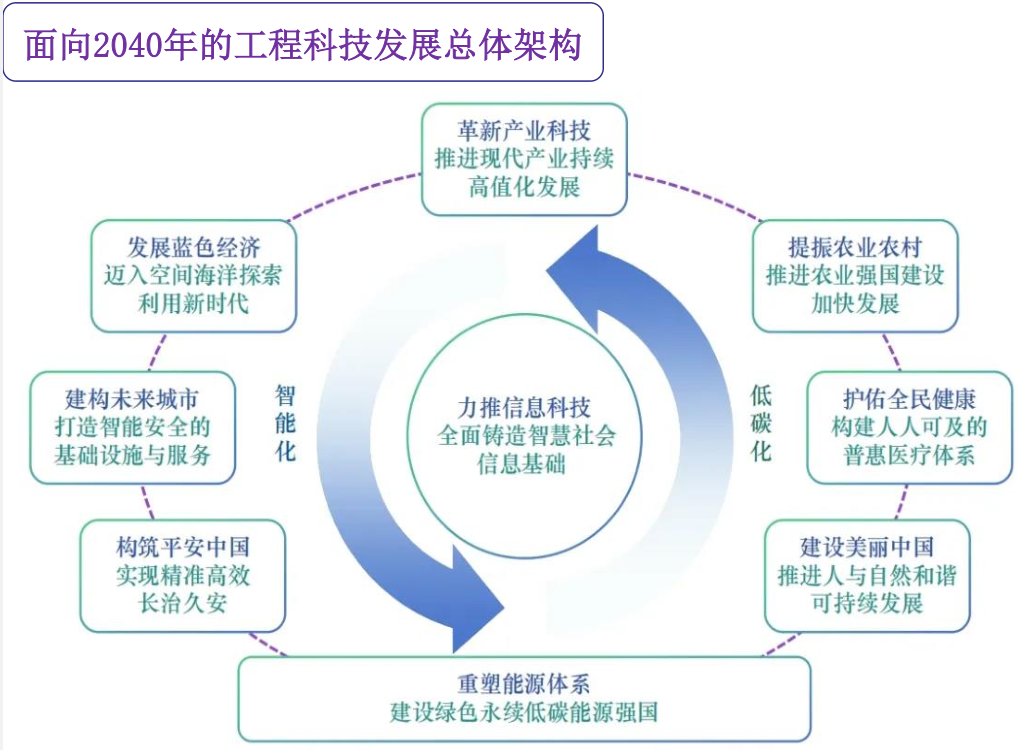 面向2040年的工程科技发展总体架构
革新产业科技
推进现代产业持续
高值化发展
发展蓝色经济
迈入空间海洋探索
利用新时代
提振农业农村
推进农业强国建设
加快发展
建构未来城市
打造智能安全的
基础设施与服务
智能化
力推信息科技
全面铸造智慧社会
信息基础
低碳化
护佑全民健康
构建人人可及的
普惠医疗体系
构筑平安中国
实现精准高效
长治久安
建设美丽中国
推进人与自然和谐
可持续发展
重塑能源体系
建设绿色永续低碳能源强国